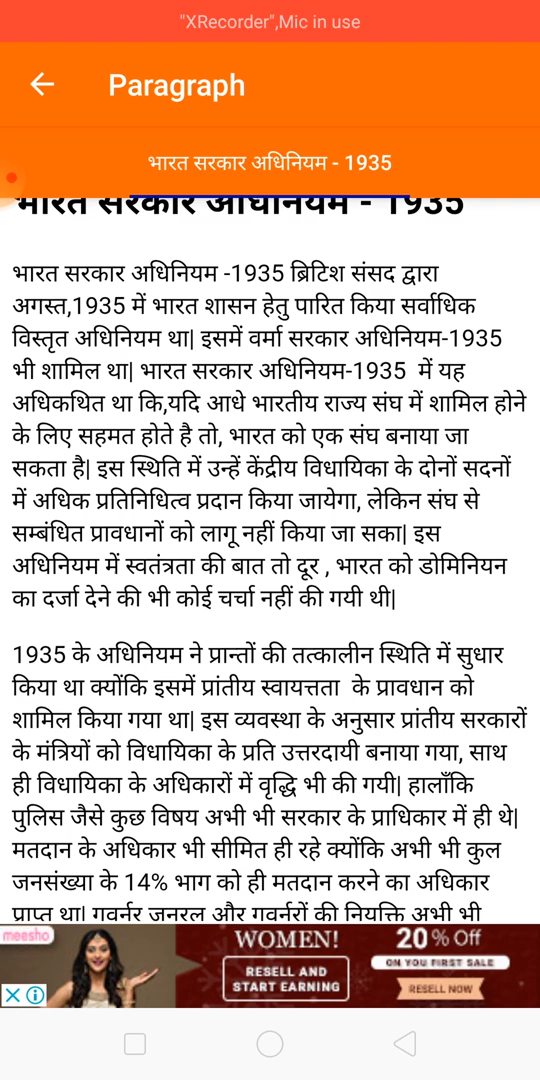 "XRecorder",Mic in use
Paragraph
भारत सरकार अधिनियम - 1935
भारत सरकार अधिनियम - 1935
भारत सरकार अधिनियम -1935 ब्रिटिश संसद द्वारा
अगस्त,1935 में भारत शासन हेतु पारित किया सर्वाधिक
विस्तृत अधिनियम था| इसमें वर्मा सरकार अधिनियम-1935
भी शामिल था| भारत सरकार अधिनियम-1935 में यह
अधिकथित था कि,यदि आधे भारतीय राज्य संघ में शामिल होने
के लिए सहमत होते है तो, भारत को एक संघ बनाया जा
सकता है| इस स्थिति में उन्हें केंद्रीय विधायिका के दोनों सदनों
में अधिक प्रतिनिधित्व प्रदान किया जायेगा, लेकिन संघ से
सम्बंधित प्रावधानों को लागू नहीं किया जा सका| इस
अधिनियम में स्वतंत्रता की बात तो दूर , भारत को डोमिनियन
का दर्जा देने की भी कोई चर्चा नहीं की गयी थी|
1935 के अधिनियम ने प्रान्तों की तत्कालीन स्थिति में सुधार
किया था क्योंकि इसमें प्रांतीय स्वायत्तता के प्रावधान को
शामिल किया गया था| इस व्यवस्था के अनुसार प्रांतीय सरकारों
के मंत्रियों को विधायिका के प्रति उत्तरदायी बनाया गया, साथ
ही विधायिका के अधिकारों में वृद्धि भी की गयी| हालाँकि
पुलिस जैसे कुछ विषय अभी भी सरकार के प्राधिकार में ही थे|
मतदान के अधिकार भी सीमित ही रहे क्योंकि अभी भी कुल
जनसंख्या के 14% भाग को ही मतदान करने का अधिकार
प्राप्त था| गवर्नर जनरल और गवर्नरों की नियुक्ति अभी भी
meesho
WOMEN!
RESELL AND
START EARNING
20% Off
ON YOU FIRST SALE
RESELL NOW